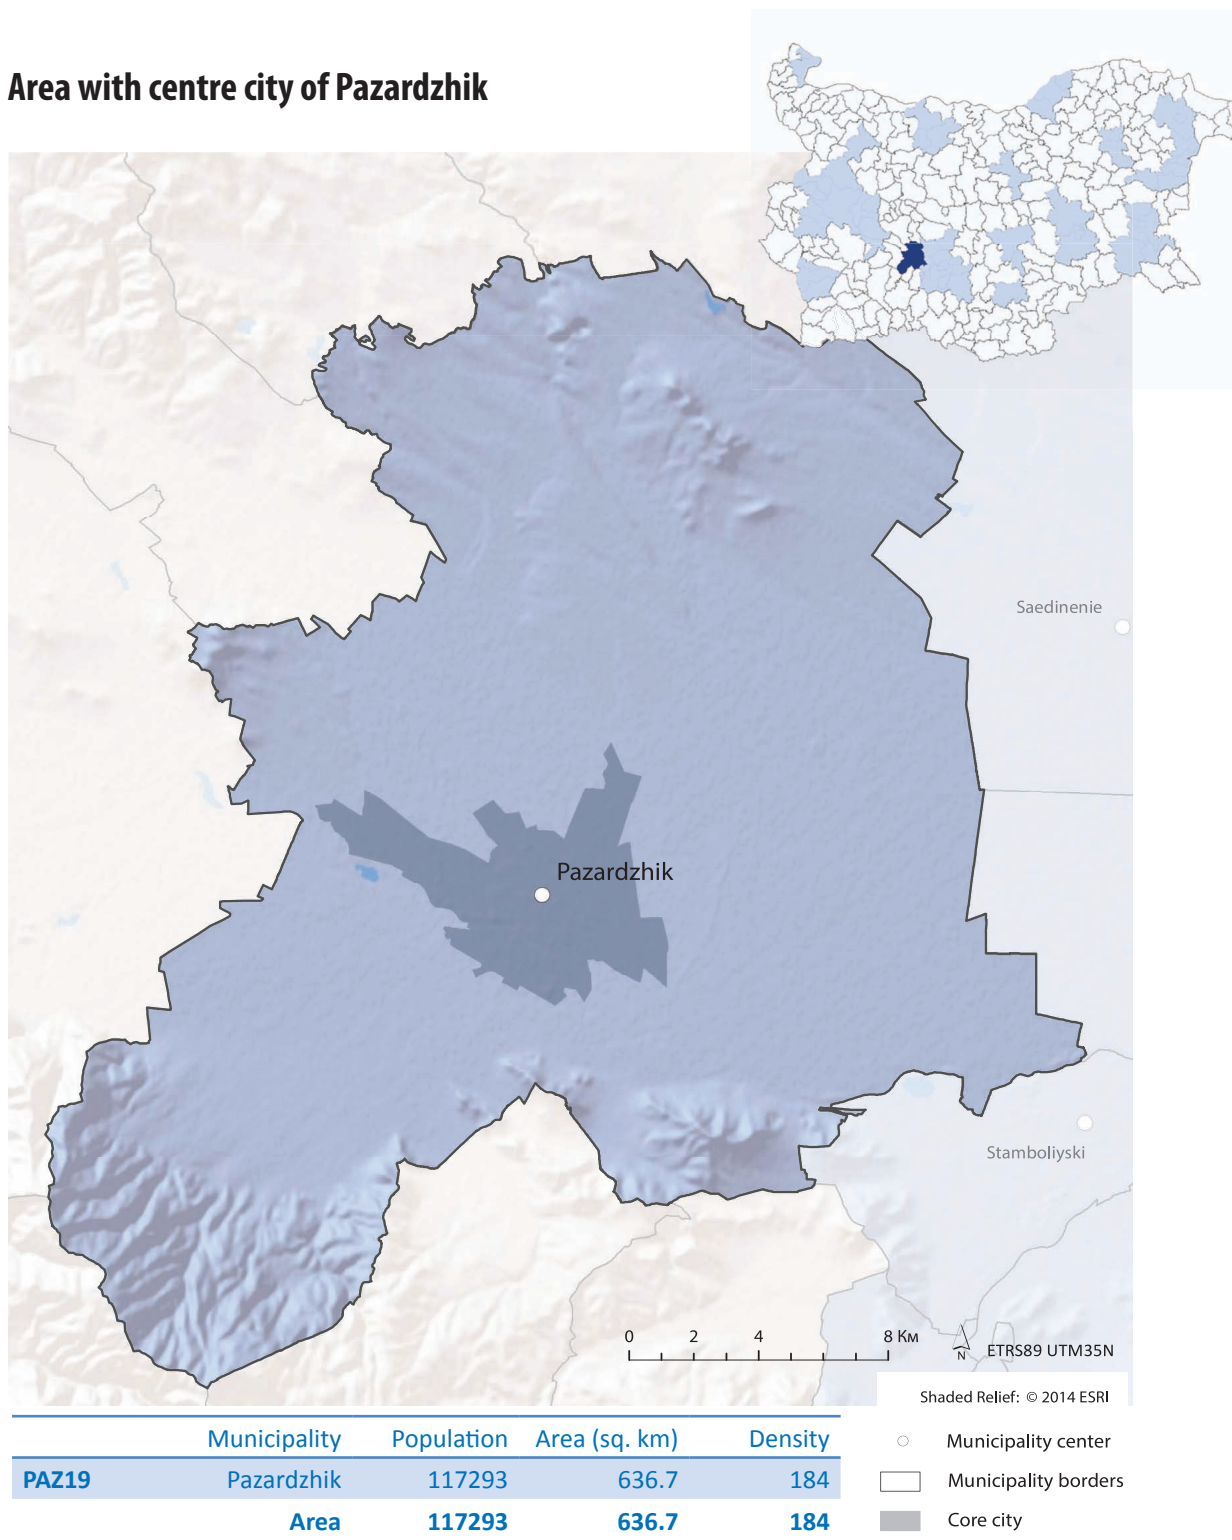 Area with centre city of Pazardzhik
Saedinenie
Pazardzhik
Stamboliyski
0 2 4 8 Км
N
ETRS89 UTM35N
Shaded Relief: © 2014 ESRI
Municipality Population Area (sq. km) Density
PAZ19 Pazardzhik 117293 636.7 184
Area 117293 636.7 184
Municipality center
Municipality borders
Core city